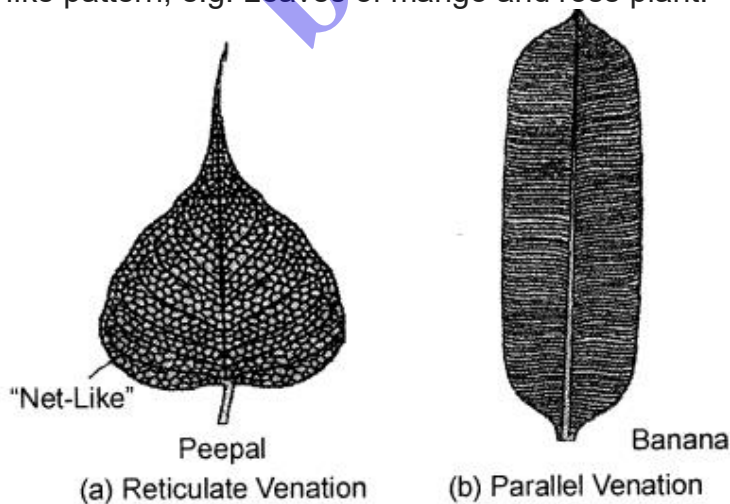 like pattern, e.g. Leaves of mango and rose plant.
"Net-Like"
Peepal
Banana
(a) Reticulate Venation
(b) Parallel Venation